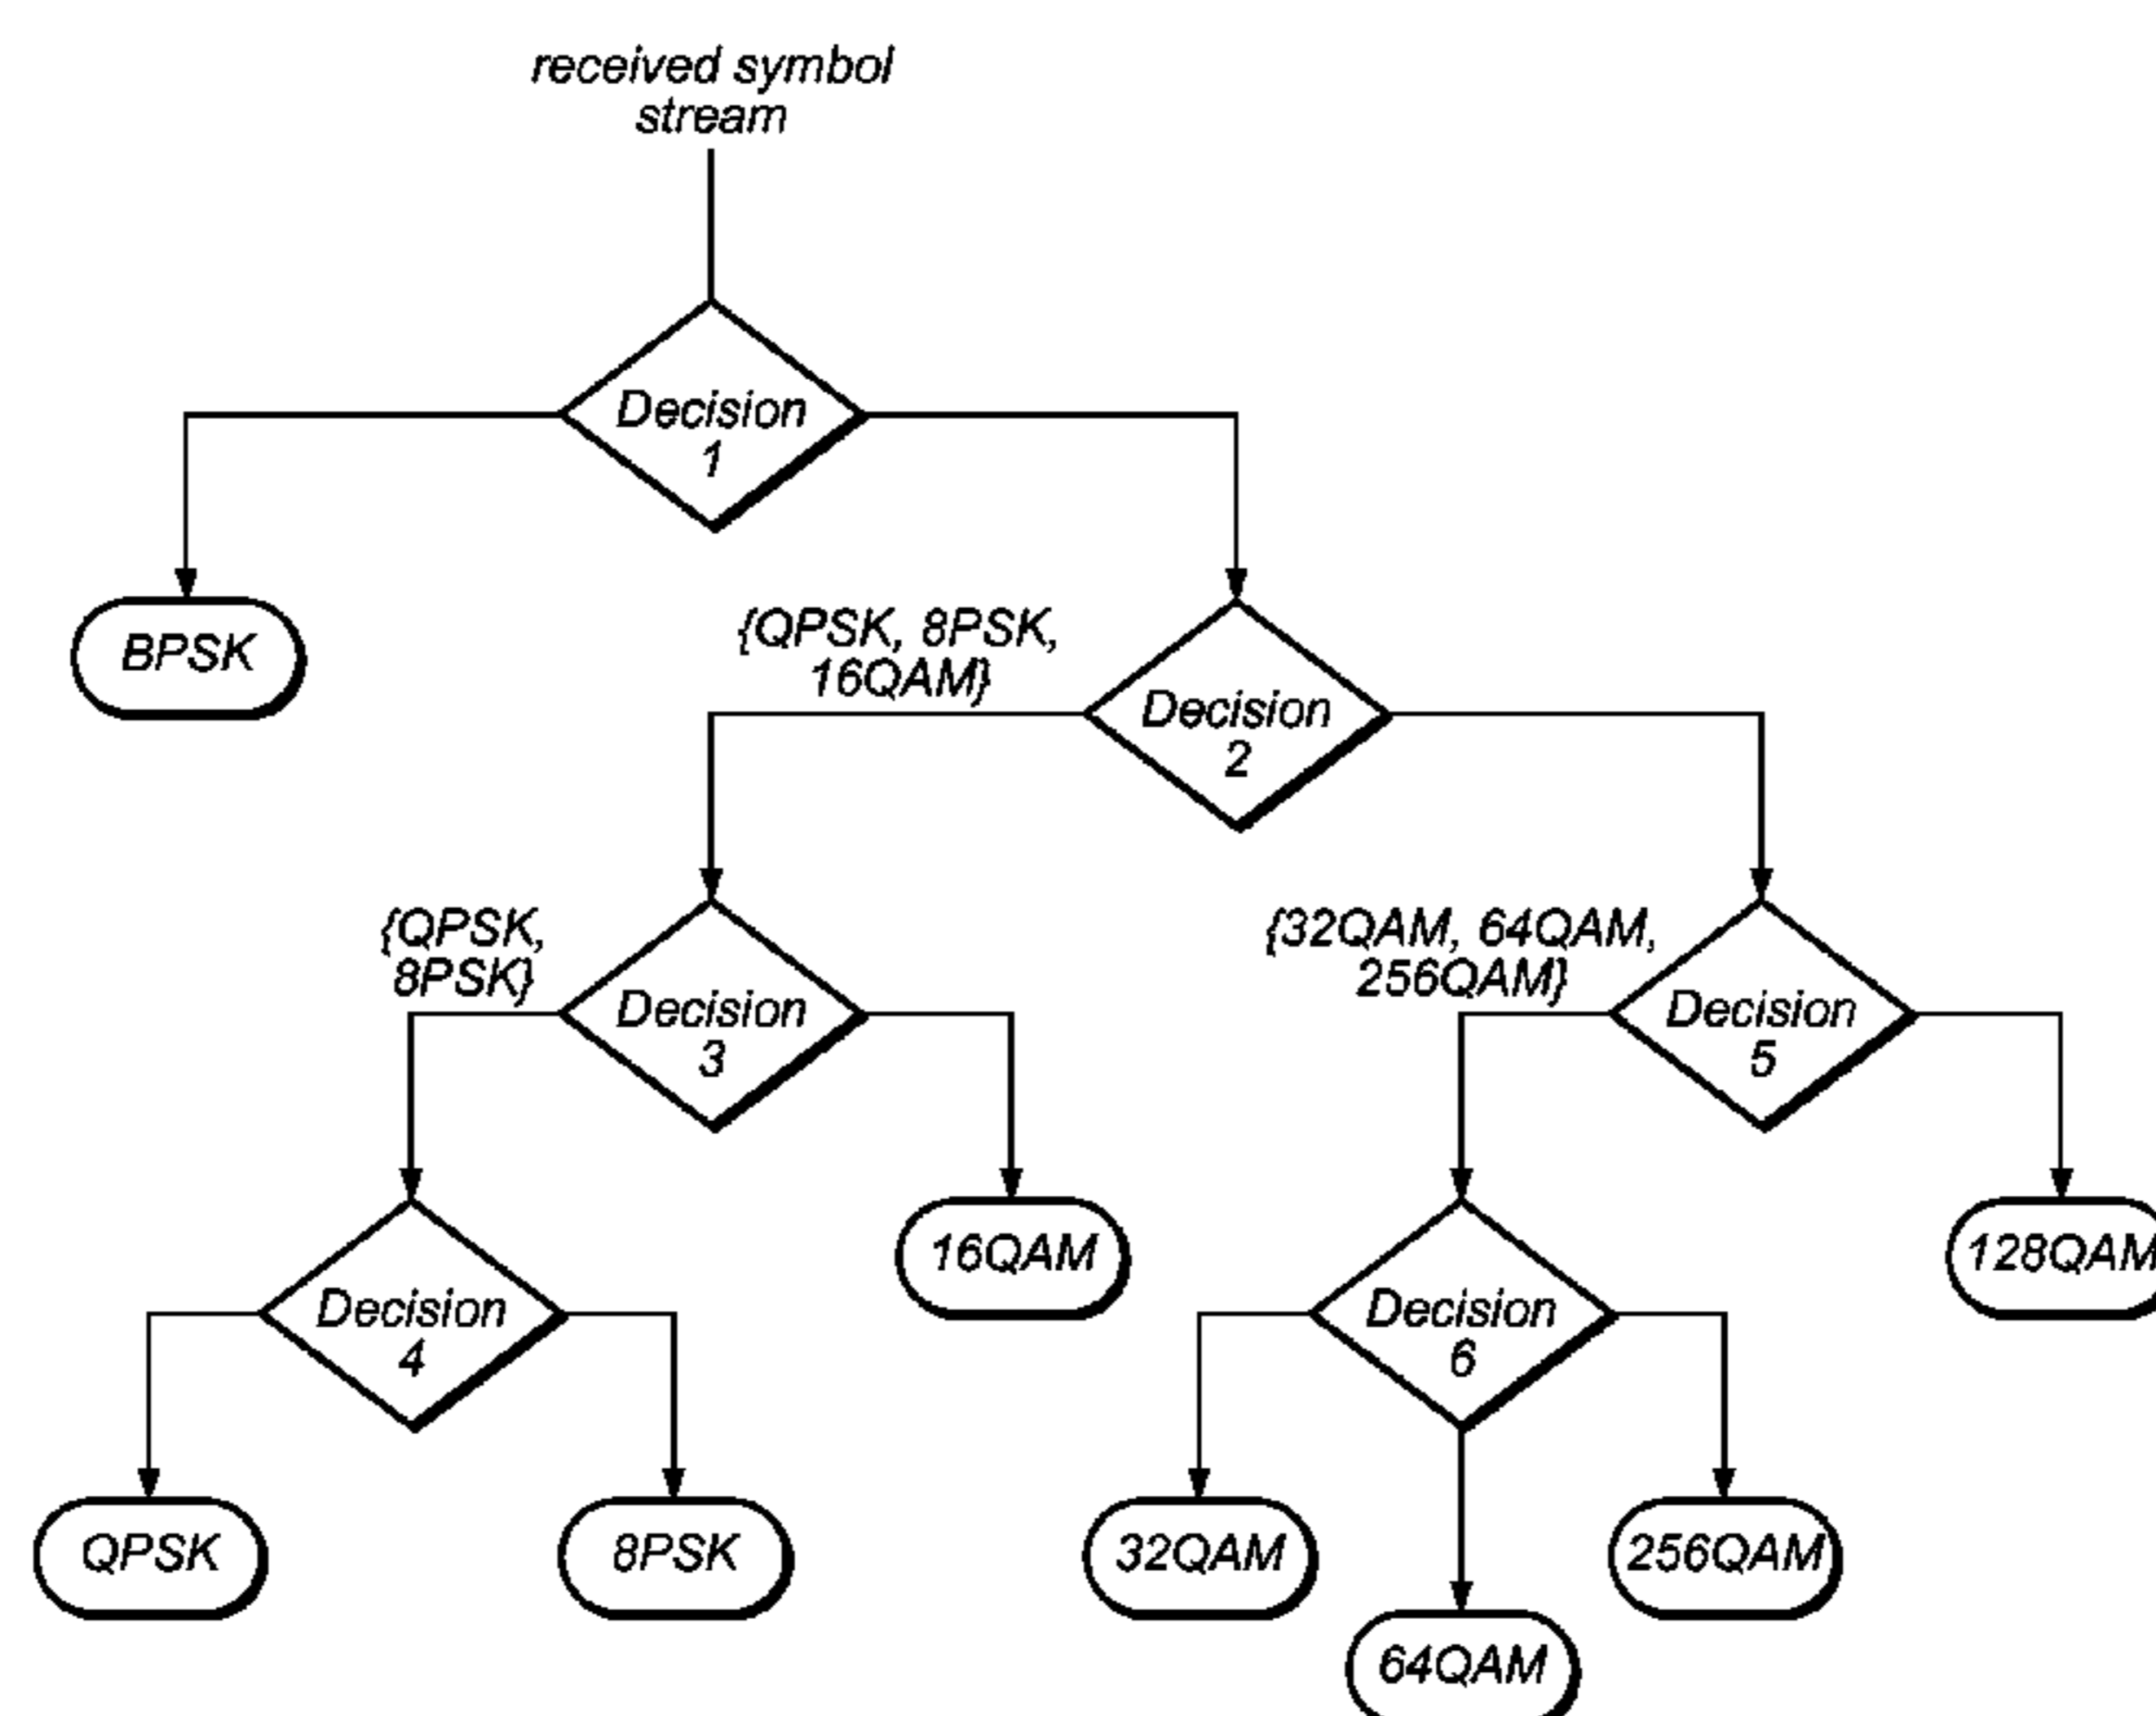 received symbol
stream
Decision
1
BPSK
{QPSK, 8PSK,
16QAM}
Decision
2
{QPSK,
8PSK}
Decision
3
{32QAM, 64QAM,
256QAM}
Decision
5
16QAM
128QAM
Decision
4
Decision
6
QPSK
8PSK
32QAM
256QAM
64QAM